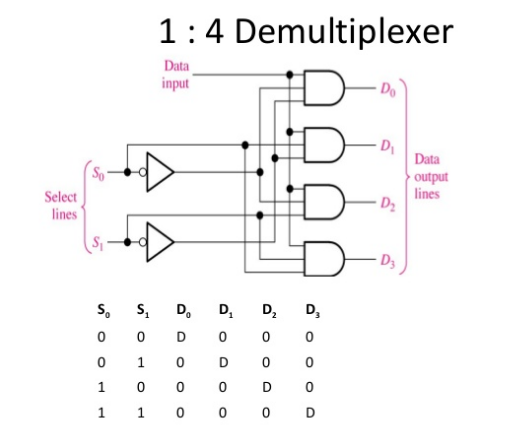 1 : 4 Demultiplexer
Data
input
D₀
D₁
Data
output
lines
S₀
Select
lines
D₂
S₁
D₃
S₀ S₁ D₀ D₁ D₂ D₃
0 0 D 0 0 0
0 1 0 D 0 0
1 0 0 0 D 0
1 1 0 0 0 D